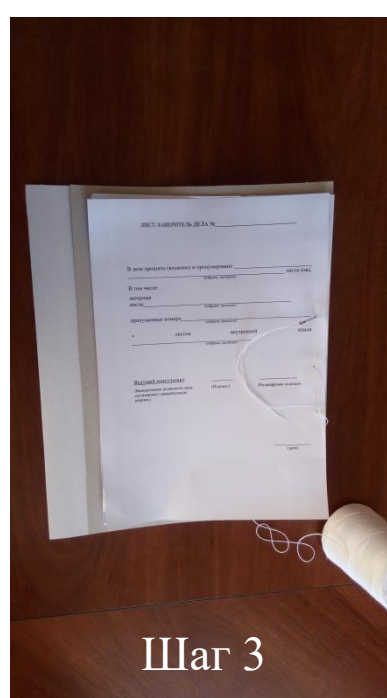 ЛИСТ-ЗАВЕРИТЕЛЬ ДЕЛА №
В деле прошито (вложено) и пронумеровано листа (ов),
(цифрами, прописью)
В том числе:
литерные
листы
(цифрами, прописью)
пропущенные номера
(цифрами, прописью)
+ листов внутренней описи
(цифрами, прописью)
Ведущий консультант
(Наименование должности лица, (Подпись) (Расшифровка подписи)
составившего заверительную
надпись)
(дата)
Шаг 3